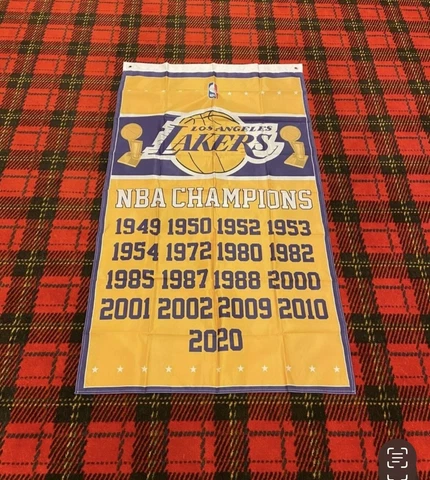 LOS ANGELES
LAKERS
NBA CHAMPIONS
1949 1950 1952 1953
1954 1972 1980 1982
1985 1987 1988 2000
2001 2002 2009 2010
2020